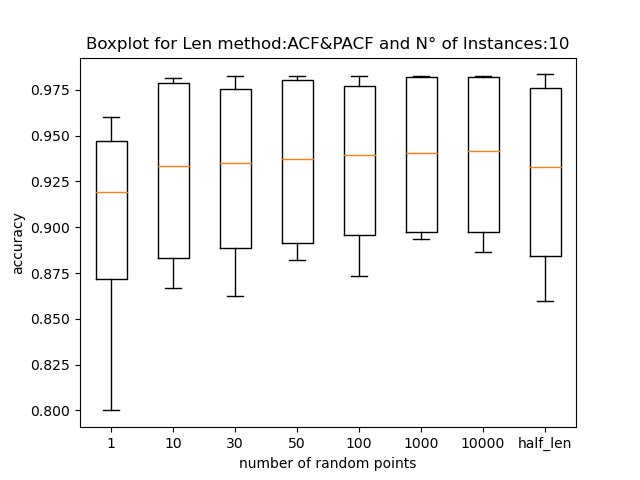 Boxplot for Len method:ACF&PACF and N° of Instances:10
0.975
0.950
0.925
0.900
0.875
0.850
0.825
0.800
accuracy
1 10 30 50 100 1000 10000 half_len
number of random points